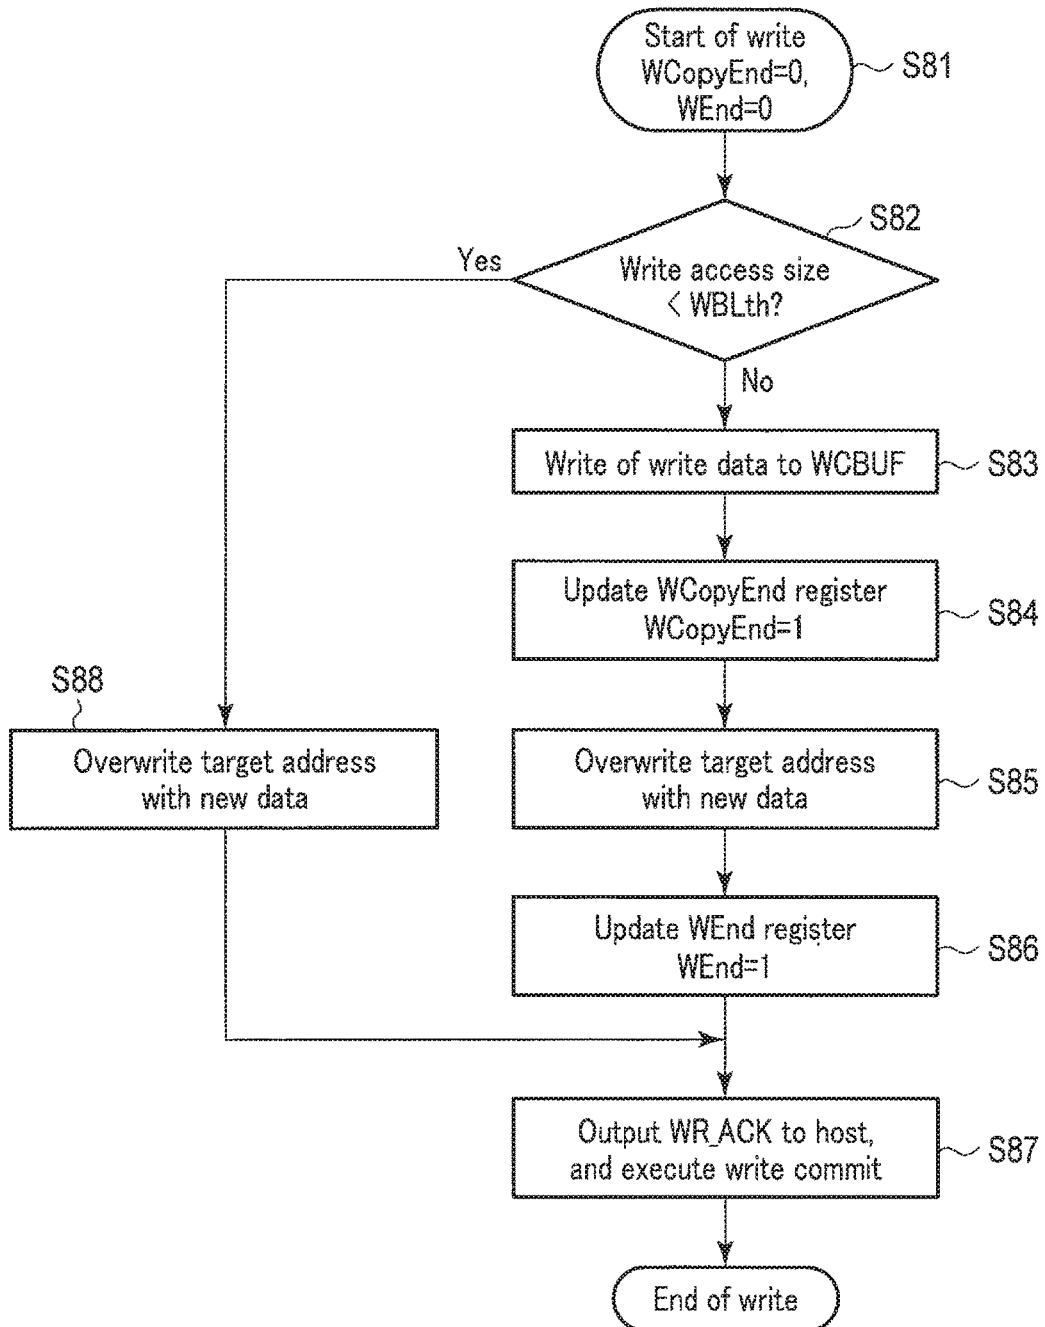 Start of write
WCopyEnd=0,
WEnd=0
S81
S82
Yes
Write access size
< WBLth?
No
Write of write data to WCBUF
S83
Update WCopyEnd register
WCopyEnd=1
S84
S88
Overwrite target address
with new data
Overwrite target address
with new data
S85
Update WEnd register
WEnd=1
S86
Output WR_ACK to host,
and execute write commit
S87
End of write